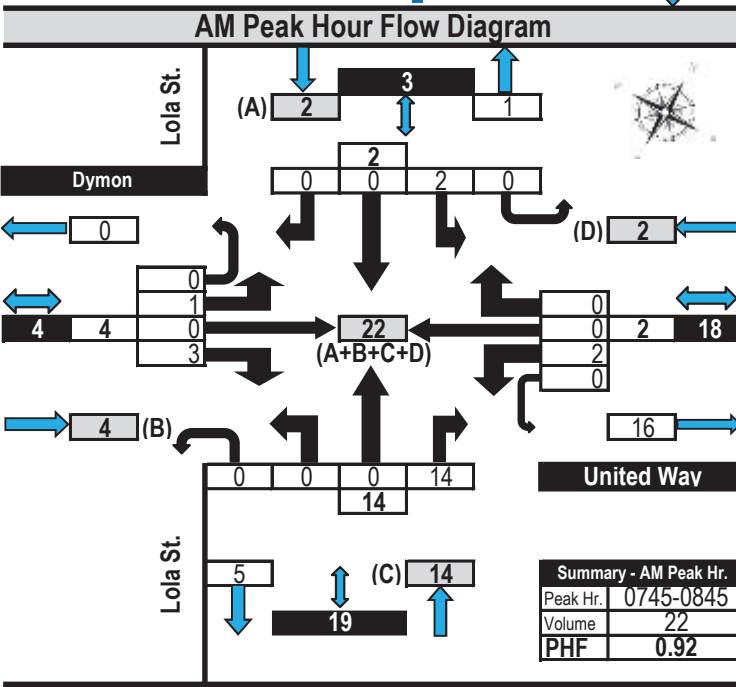 AM Peak Hour Flow Diagram
Lola St.
3
(A) 2
1
2
Dymon
0 0 2 0
0
(D) 2
0
1
4 4 0
3
22
(A+B+C+D)
0
0 2 18
2
0
4 (B)
16
0 0 0 14
14
United Way
Lola St.
5
(C) 14
19
Summary - AM Peak Hr.
Peak Hr. 0745-0845
Volume 22
PHF 0.92